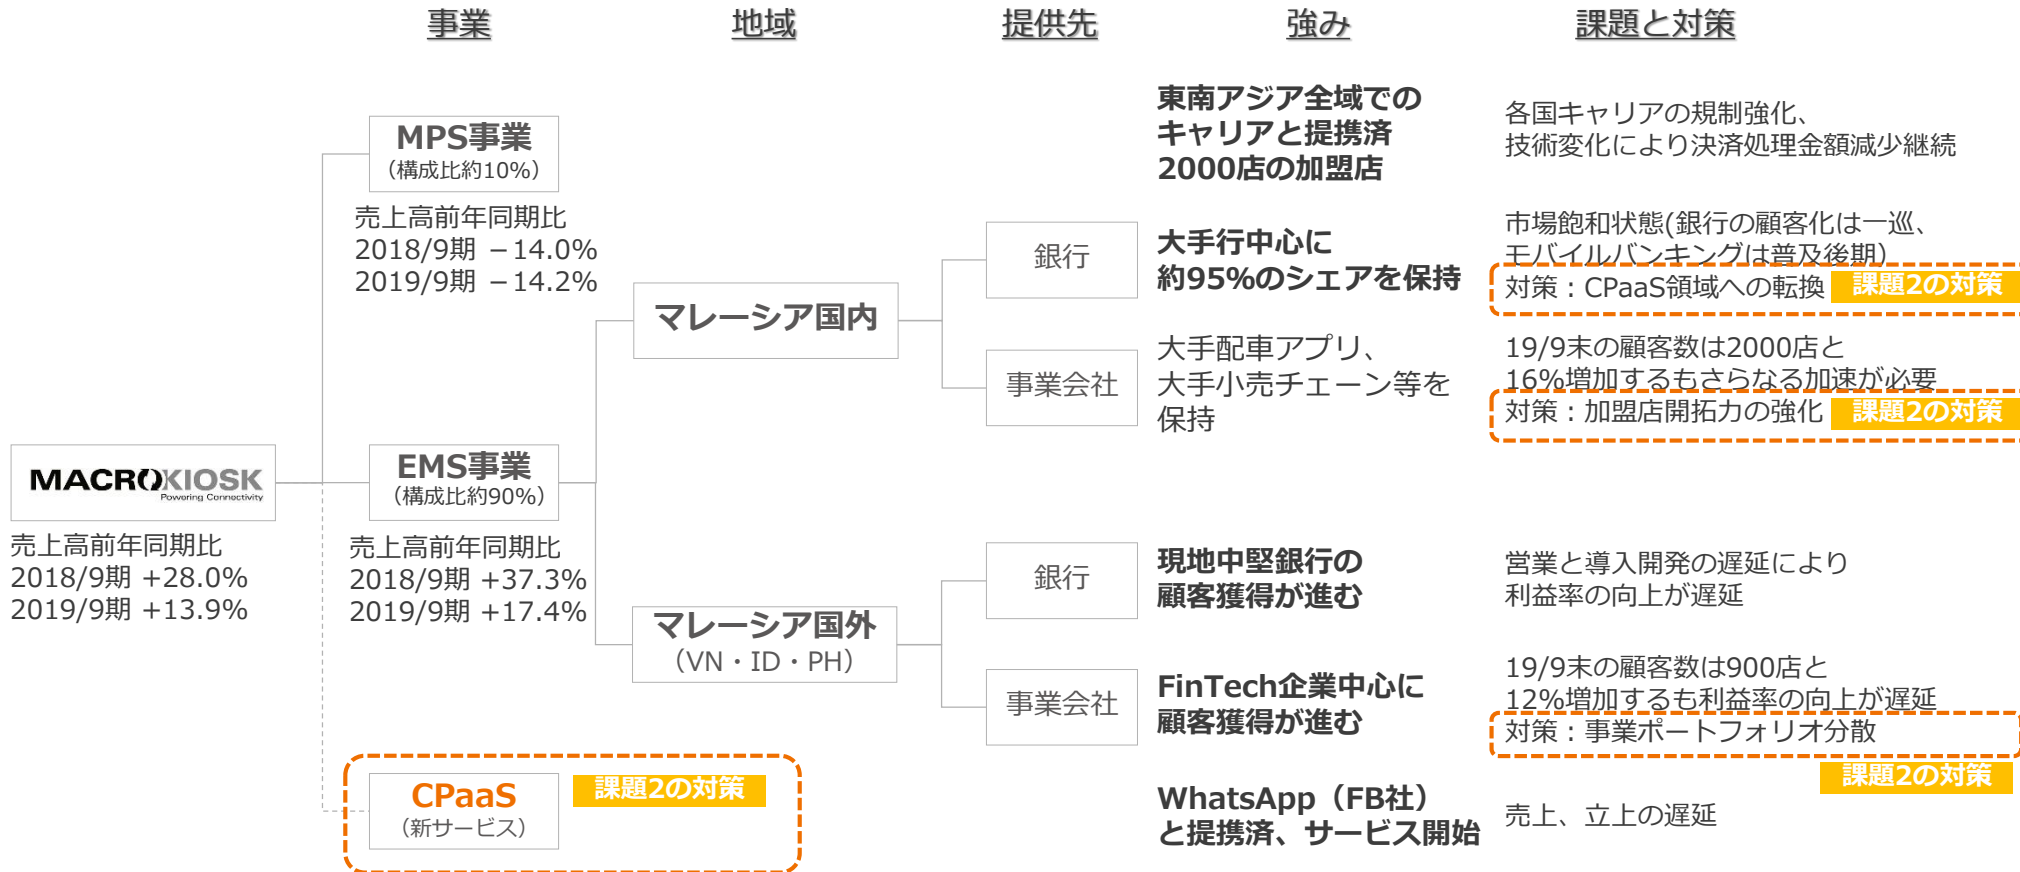 事業
地域
提供先
強み
課題と対策
MPS事業
（構成比約10%）
売上高前年同期比
2018/9期 －14.0%
2019/9期 －14.2%
東南アジア全域での
キャリアと提携済
2000店の加盟店
各国キャリアの規制強化、
技術変化により決済処理金額減少継続
マレーシア国内
銀行
大手行中心に
約95%のシェアを保持
市場飽和状態(銀行の顧客化は一巡、
モバイルバンキングは普及後期）
対策：CPaaS領域への転換
課題2の対策
事業会社
大手配車アプリ、
大手小売チェーン等を
保持
19/9末の顧客数は2000店と
16%増加するもさらなる加速が必要
対策：加盟店開拓力の強化
課題2の対策
MACROKIOSK
Powering Connectivity
売上高前年同期比
2018/9期 +28.0%
2019/9期 +13.9%
EMS事業
（構成比約90%）
売上高前年同期比
2018/9期 +37.3%
2019/9期 +17.4%
マレーシア国外
（VN・ID・PH）
銀行
現地中堅銀行の
顧客獲得が進む
営業と導入開発の遅延により
利益率の向上が遅延
事業会社
FinTech企業中心に
顧客獲得が進む
19/9末の顧客数は900店と
12%増加するも利益率の向上が遅延
対策：事業ポートフォリオ分散
課題2の対策
CPaaS
（新サービス）
課題2の対策
WhatsApp（FB社）
と提携済、サービス開始
売上、立上の遅延